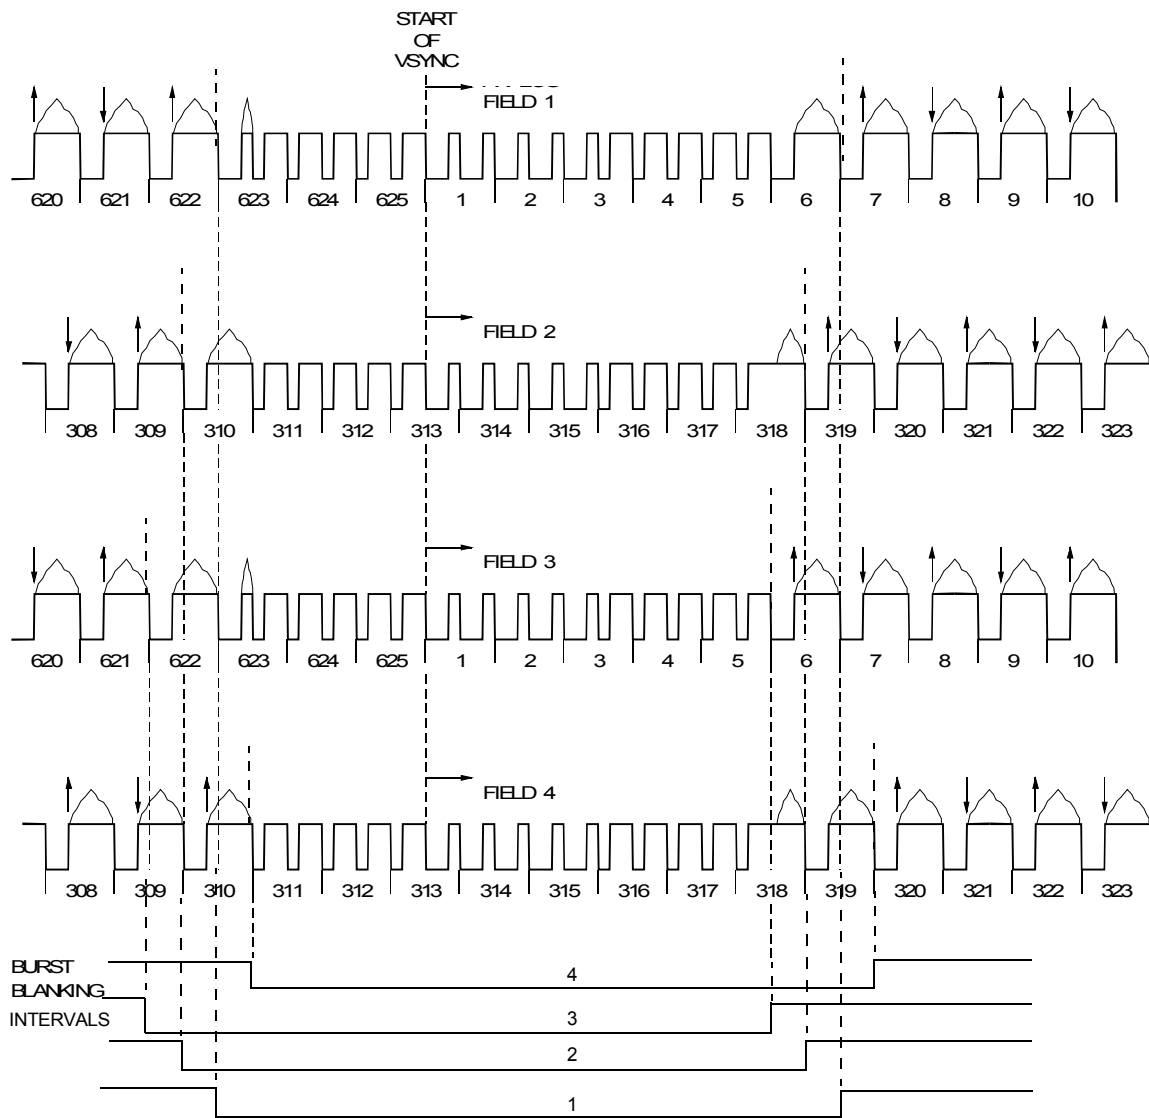 START
OF
VSYNC
FIELD 1
620 621 622 623 624 625 1 2 3 4 5 6 7 8 9 10
FIELD 2
308 309 310 311 312 313 314 315 316 317 318 319 320 321 322 323
FIELD 3
620 621 622 623 624 625 1 2 3 4 5 6 7 8 9 10
FIELD 4
308 309 310 311 312 313 314 315 316 317 318 319 320 321 322 323
BURST
BLANKING
INTERVALS
4
3
2
1